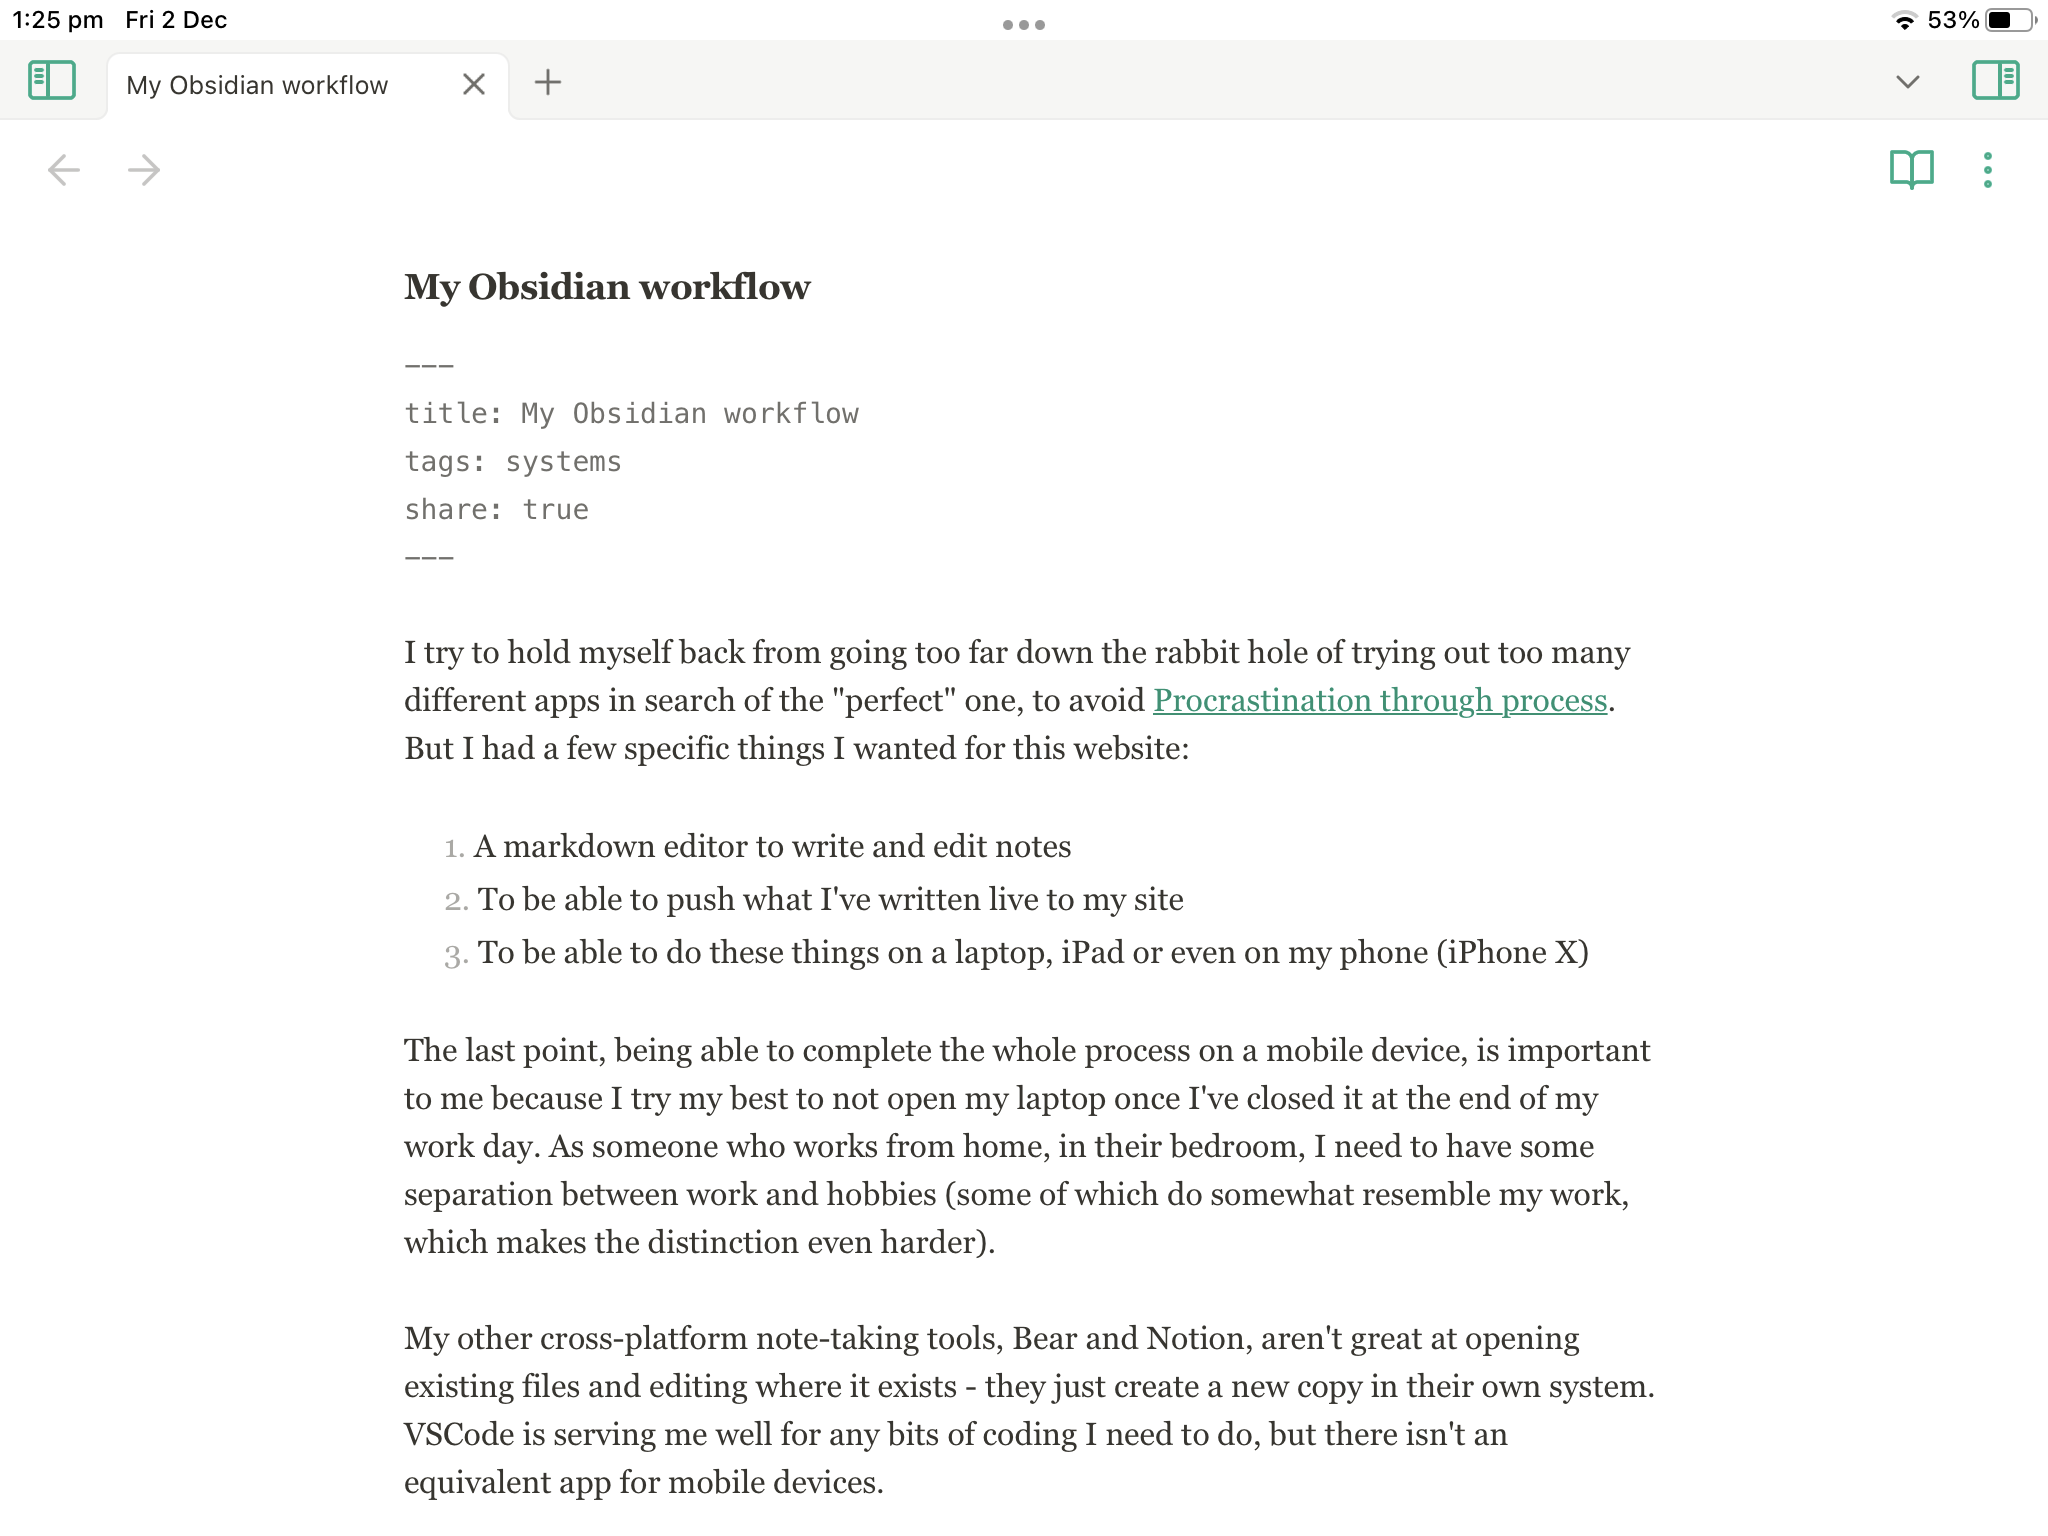 1:25 pm Fri 2 Dec 53%
My Obsidian workflow
My Obsidian workflow
---
title: My Obsidian workflow
tags: systems
share: true
---
I try to hold myself back from going too far down the rabbit hole of trying out too many
different apps in search of the "perfect" one, to avoid Procrastination through process.
But I had a few specific things I wanted for this website:
1. A markdown editor to write and edit notes
2. To be able to push what I've written live to my site
3. To be able to do these things on a laptop, iPad or even on my phone (iPhone X)
The last point, being able to complete the whole process on a mobile device, is important
to me because I try my best to not open my laptop once I've closed it at the end of my
work day. As someone who works from home, in their bedroom, I need to have some
separation between work and hobbies (some of which do somewhat resemble my work,
which makes the distinction even harder).
My other cross-platform note-taking tools, Bear and Notion, aren't great at opening
existing files and editing where it exists - they just create a new copy in their own system.
VSCode is serving me well for any bits of coding I need to do, but there isn't an
equivalent app for mobile devices.